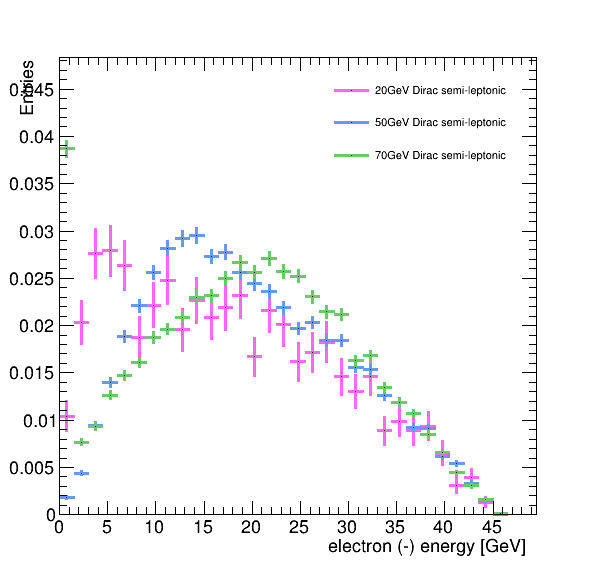 Entries
20GeV Dirac semi-leptonic
50GeV Dirac semi-leptonic
70GeV Dirac semi-leptonic
0.045
0.04
0.035
0.03
0.025
0.02
0.015
0.01
0.005
0
0 5 10 15 20 25 30 35 40 45
electron (-) energy [GeV]